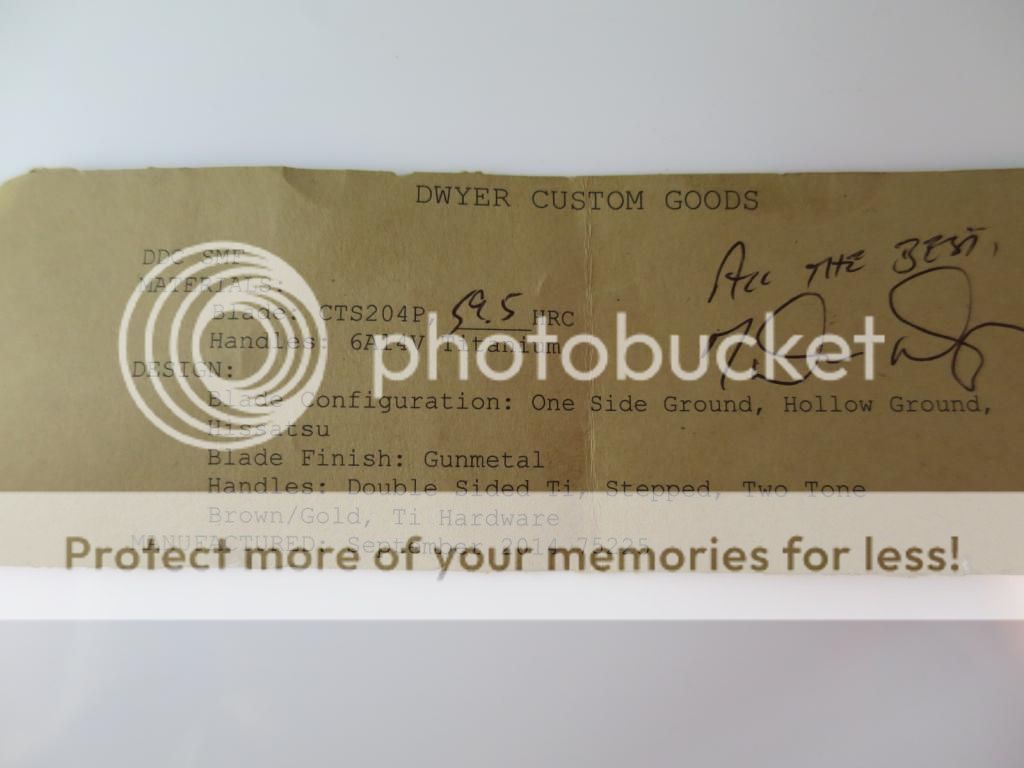 DWYER CUSTOM GOODS
ALL THE BEST,
DDC SMF
MATERIALS:
Blade: CTS204P, 59.5 HRC
Handles: 6Al4V Titanium
DESIGN:
Blade Configuration: One Side Ground, Hollow Ground,
Hissatsu
Blade Finish: Gunmetal
Handles: Double Sided Ti, Stepped, Two Tone
Brown/Gold, Ti Hardware
MANUFACTURED: September 2014 75225
photobucket
Protect more of your memories for less!